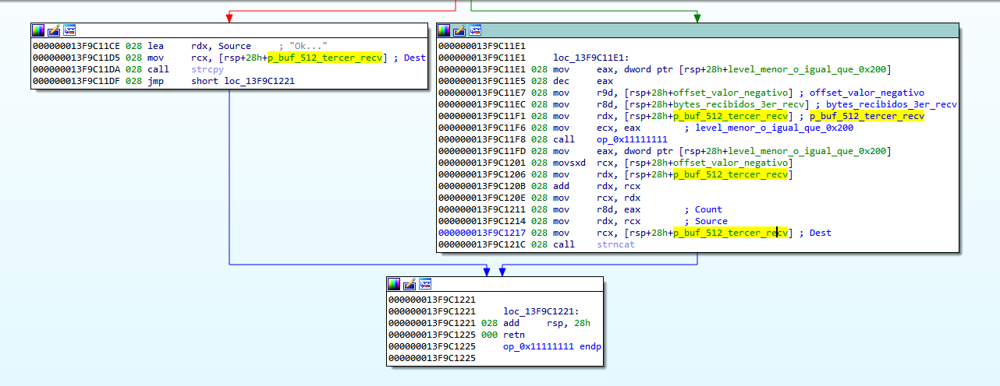 000000013F9C11CE 028 lea rdx, Source ; "Ok..."
000000013F9C11D5 028 mov rcx, [rsp+28h+p_buf_512_tercer_recv] ; Dest
000000013F9C11DA 028 call strcpy
000000013F9C11DF 028 jmp short loc_13F9C1221
000000013F9C11E1
000000013F9C11E1 loc_13F9C11E1:
000000013F9C11E1 028 mov eax, dword ptr [rsp+28h+level_menor_o_igual_que_0x200]
000000013F9C11E5 028 dec eax
000000013F9C11E7 028 mov r9d, [rsp+28h+offset_valor_negativo] ; offset_valor_negativo
000000013F9C11EC 028 mov r8d, [rsp+28h+bytes_recibidos_3er_recv] ; bytes_recibidos_3er_recv
000000013F9C11F1 028 mov rdx, [rsp+28h+p_buf_512_tercer_recv] ; p_buf_512_tercer_recv
000000013F9C11F6 028 mov ecx, eax ; level_menor_o_igual_que_0x200
000000013F9C11F8 028 call op_0x11111111
000000013F9C11FD 028 mov eax, dword ptr [rsp+28h+level_menor_o_igual_que_0x200]
000000013F9C1201 028 movsxd rcx, [rsp+28h+offset_valor_negativo]
000000013F9C1206 028 mov rdx, [rsp+28h+p_buf_512_tercer_recv]
000000013F9C120B 028 add rdx, rcx
000000013F9C120E 028 mov rcx, rdx
000000013F9C1211 028 mov r8d, eax ; Count
000000013F9C1214 028 mov rdx, rcx ; Source
000000013F9C1217 028 mov rcx, [rsp+28h+p_buf_512_tercer_recv] ; Dest
000000013F9C121C 028 call strncat
000000013F9C1221
000000013F9C1221 loc_13F9C1221:
000000013F9C1221 028 add rsp, 28h
000000013F9C1225 000 retn
000000013F9C1225 op_0x11111111 endp
000000013F9C1225